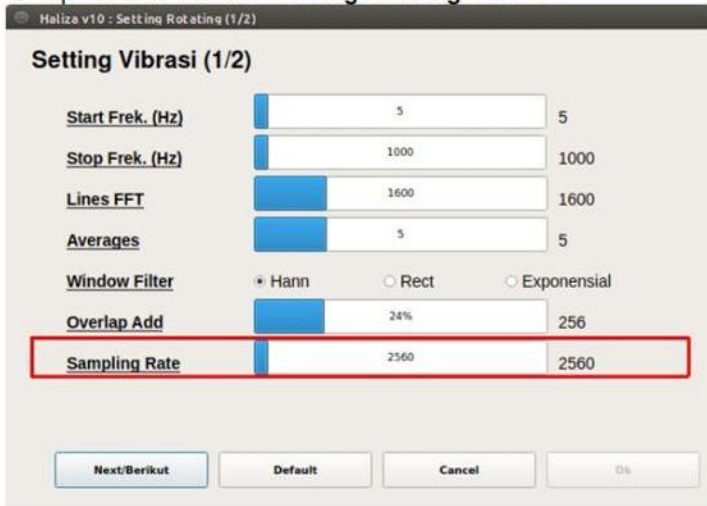 Haliza v10 : Setting Rotating (1/2)
Setting Vibrasi (1/2)
Start Frek. (Hz) 5 5
Stop Frek. (Hz) 1000 1000
Lines FFT 1600 1600
Averages 5 5
Window Filter Hann Rect Exponensial
Overlap Add 24% 256
Sampling Rate 2560 2560
Next/Berikut Default Cancel Ok